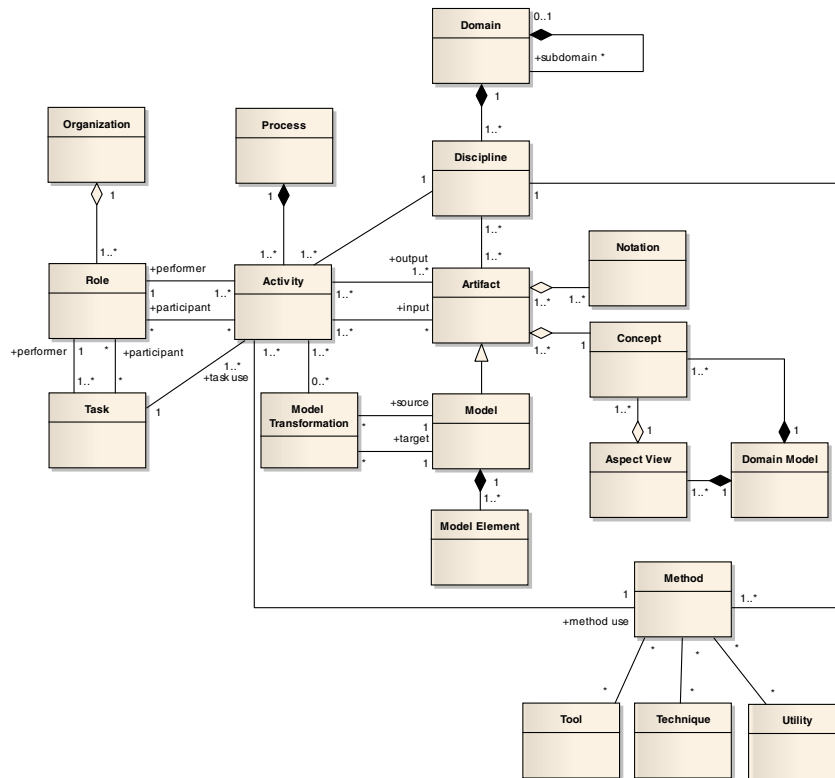 Domain
0..1
+subdomain *
1
1..*
Organization
Process
Discipline
1
1
1
1
1..*
1..*
1..*
1..*
1..*
+output
1..*
Notation
Role
+performer
1
1..*
Activity
1..*
Artifact
1..*
1..*
+participant
*
*
1..*
+input
*
1..*
1
Concept
+performer
1
*
+participant
1..*
+task use
1..*
1..*
1..*
1..*
*
0..*
1..*
Task
1
Model
Transformation
+source
*
1
+target
*
1
Model
1
1..*
1
1
Aspect View
1..*
1
Domain Model
Model Element
Method
1
+method use
1..*
*
*
*
*
*
*
Tool
Technique
Utility